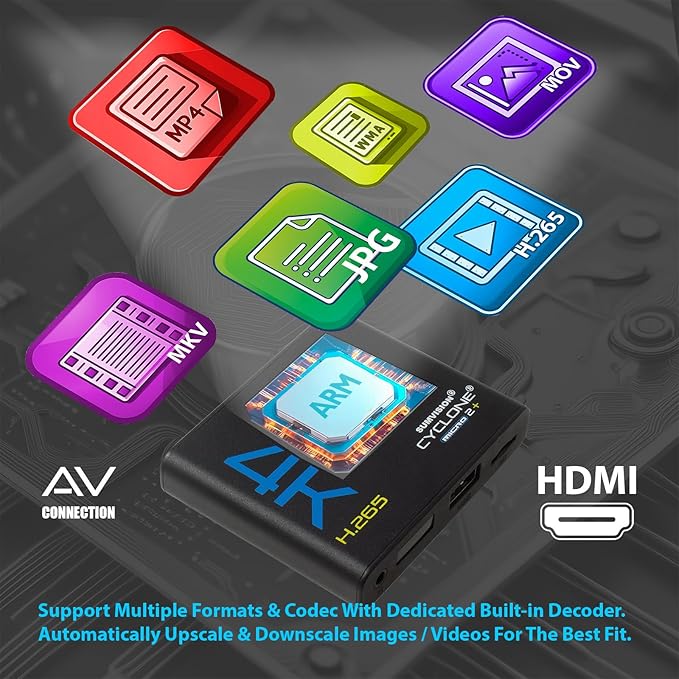 MP4
WMA
MOV
JPG
H.265
MKV
ARM
SUMVISION®
CYCLONE®
MICRO 2+
4K
H.265
AV
CONNECTION
HDMI
Support Multiple Formats & Codec With Dedicated Built-in Decoder.
Automatically Upscale & Downscale Images / Videos For The Best Fit.